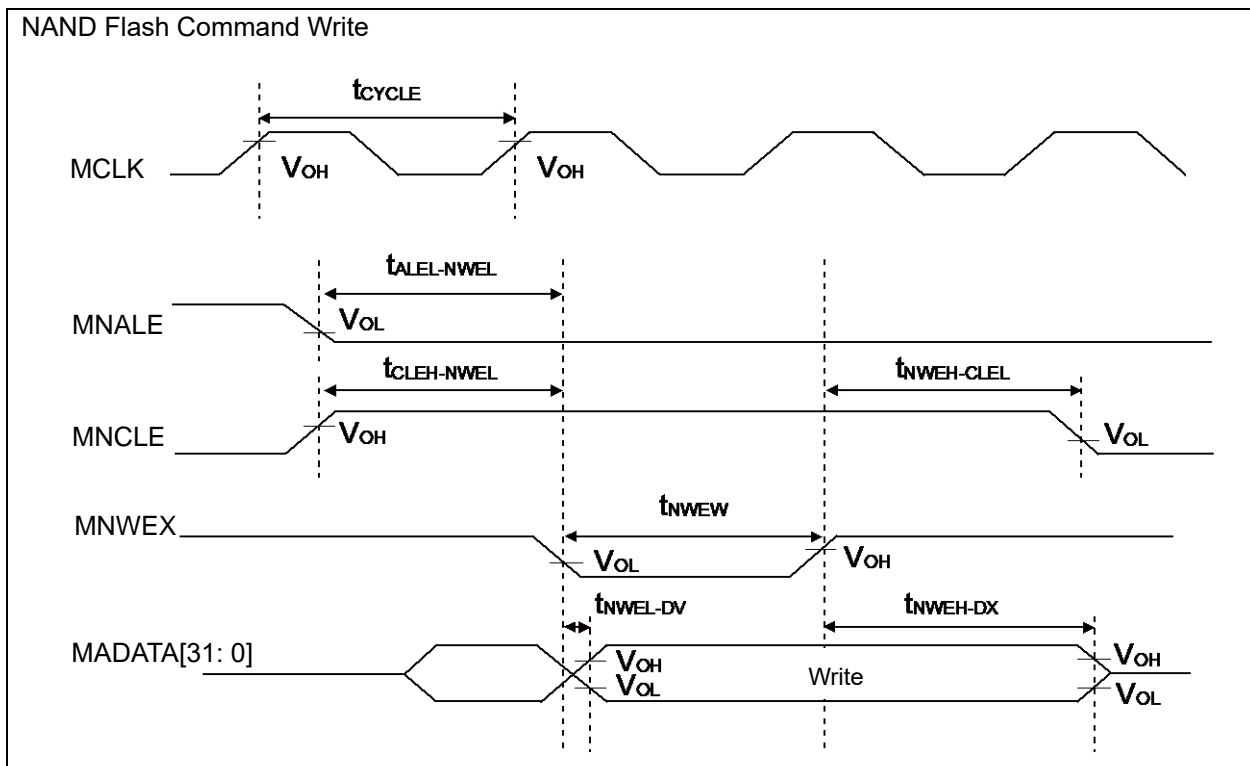 NAND Flash Command Write
tCYCLE
MCLK
VOH
VOH
tALEL-NWEL
MNALE
VOL
tCLEH-NWEL
tNWEH-CLEL
MNCLE
VOH
VOL
MNWEX
tNWEW
VOL
VOH
tNWEL-DV
tNWEH-DX
MADATA[31: 0]
VOH
VOL
Write
VOH
VOL